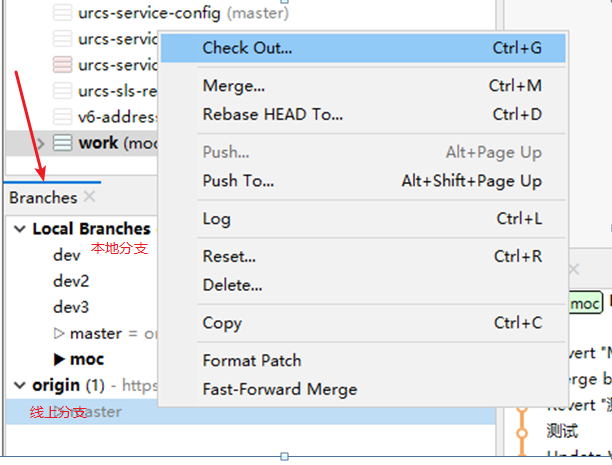 urcs-service-config (master)
urcs-servic
urcs-servic
urcs-sls-re
v6-addres
work (moc
Check Out... Ctrl+G
Merge... Ctrl+M
Rebase HEAD To... Ctrl+D
Push... Alt+Page Up
Push To... Alt+Shift+Page Up
Log Ctrl+L
Reset... Ctrl+R
Delete...
Copy Ctrl+C
Format Patch
Fast-Forward Merge
Branches
Local Branches
本地分支
dev
dev2
dev3
master = or
moc
origin (1) - https
线上分支
master
moc
vert "M
erge b
Revert "测
测试